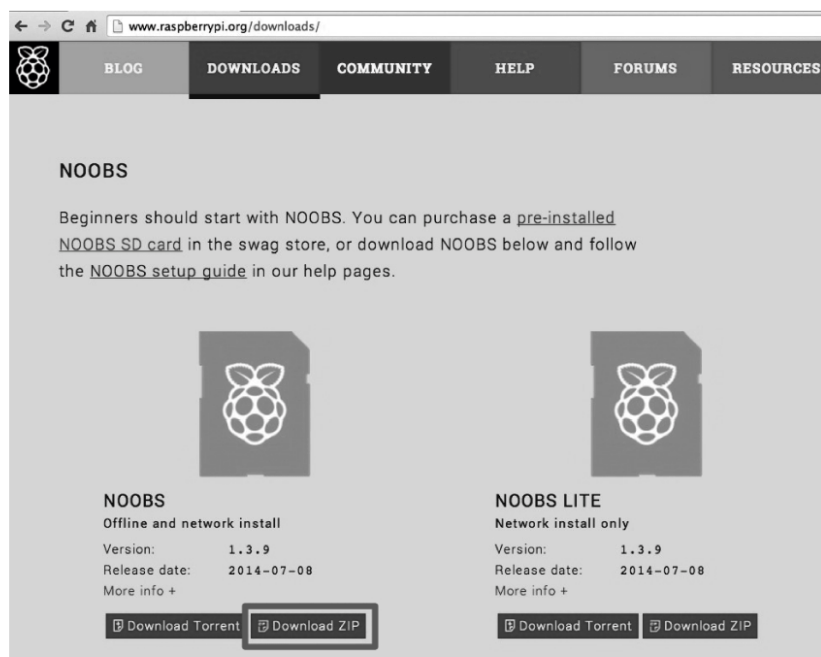 www.raspberrypi.org/downloads/
BLOG DOWNLOADS COMMUNITY HELP FORUMS RESOURCES
NOOBS
Beginners should start with NOOBS. You can purchase a pre-installed
NOOBS SD card in the swag store, or download NOOBS below and follow
the NOOBS setup guide in our help pages.
NOOBS
Offline and network install
Version: 1.3.9
Release date: 2014-07-08
More info +
Download Torrent Download ZIP
NOOBS LITE
Network install only
Version: 1.3.9
Release date: 2014-07-08
More info +
Download Torrent Download ZIP